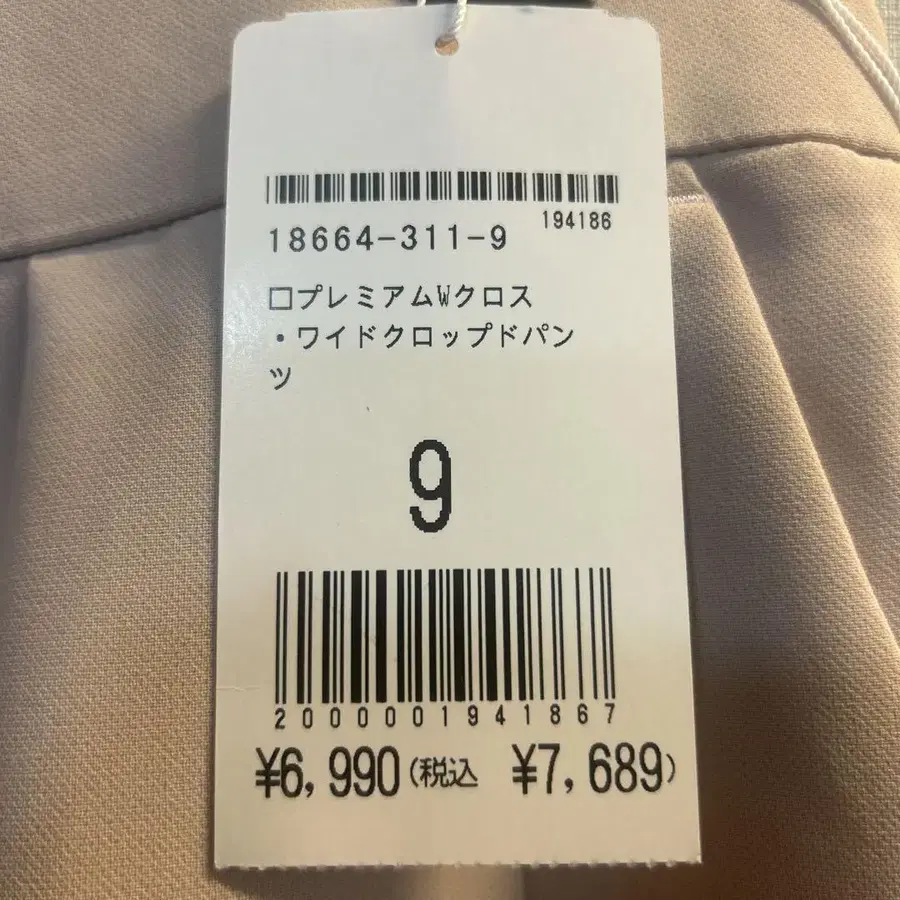 194186
18664-311-9
□プレミアムWクロス
・ワイドクロップドパン
ツ
9
2000001941867
¥6,990(税込 ¥7,689)